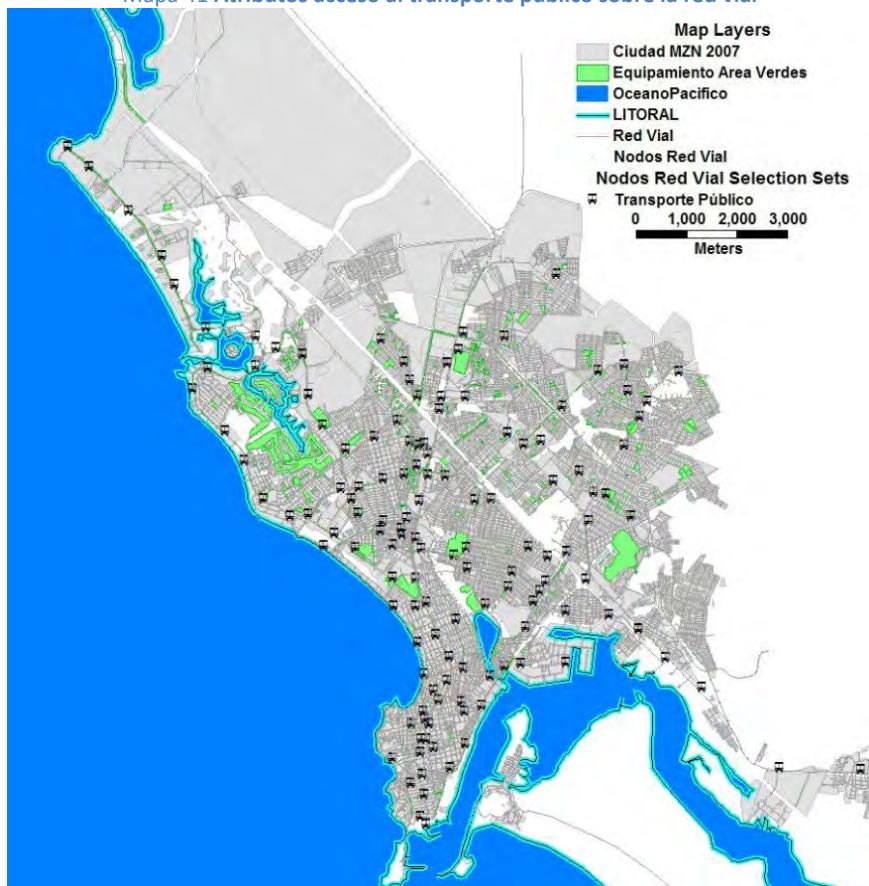 Mapa 41 Atributos acceso al transporte público sobre la red Vial
Map Layers
Ciudad MZN 2007
Equipamiento Area Verdes
OceanoPacifico
LITORAL
Red Vial
Nodos Red Vial
Nodos Red Vial Selection Sets
Transporte Público
0 1,000 2,000 3,000
Meters